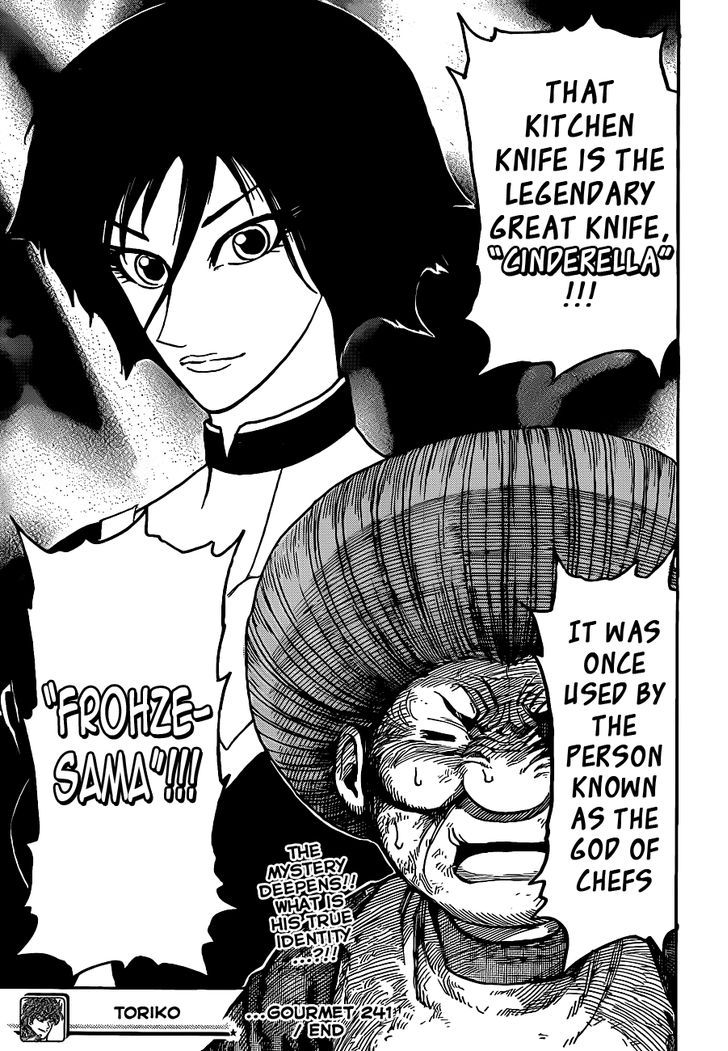 THAT
KITCHEN
KNIFE IS THE
LEGENDARY
GREAT KNIFE,
"CINDERELLA"
!!!
IT WAS
ONCE
USED BY
THE
PERSON
KNOWN
AS THE
GOD OF
CHEFS
"FROHZE-
SAMA"!!!
THE
MYSTERY
DEEPENS!!
WHAT IS
HIS TRUE
IDENTITY
...?!!
TORIKO
...GOURMET 241
/ END